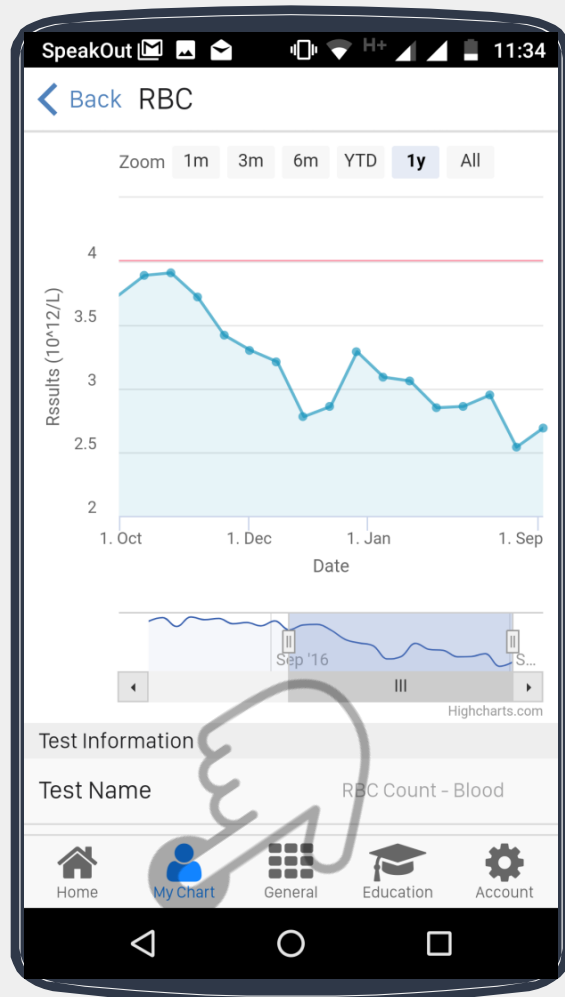 SpeakOut H+ 11:34
Back RBC
Zoom 1m 3m 6m YTD 1y All
4
3.5
3
2.5
2
Rssults (10^12/L)
1. Oct 1. Dec 1. Jan 1. Sep
Date
Sep '16 S...
Highcharts.com
Test Information
Test Name RBC Count - Blood
Home My Chart General Education Account